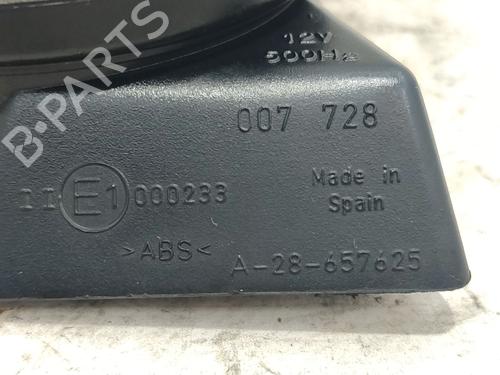 12V
500Hz
007 728
II E1 000233
Made in
Spain
>ABS<
A-28-657625
B-PARTS